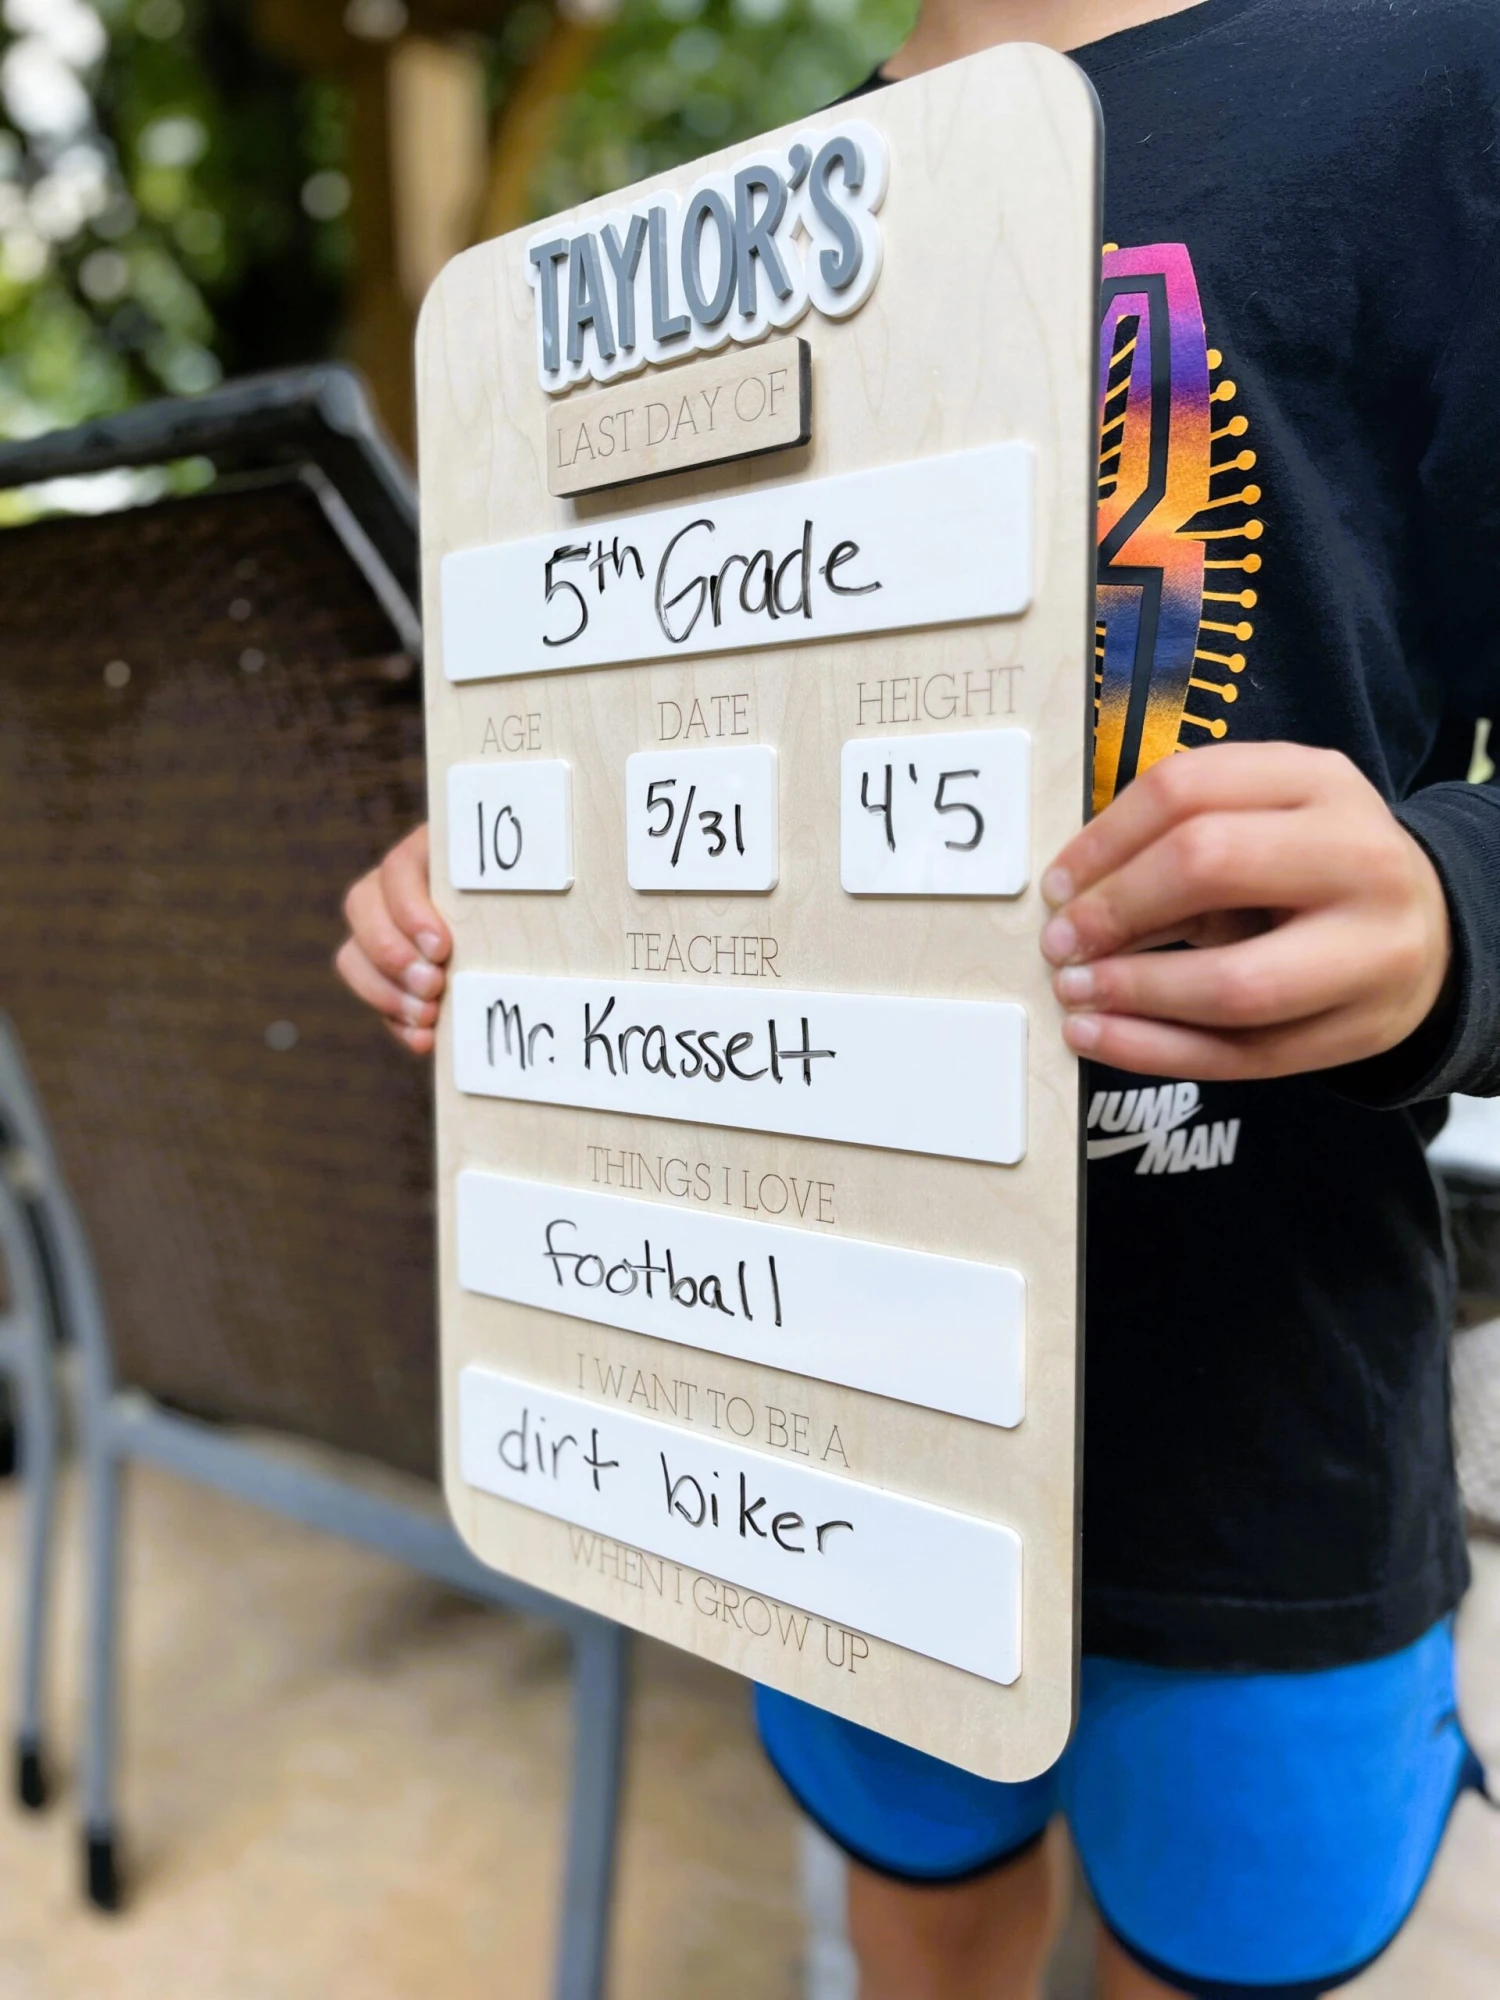 TAYLOR'S
LAST DAY OF
5th Grade
AGE DATE HEIGHT
10 5/31 4'5
TEACHER
Mr. Krasselt
THINGS I LOVE
football
I WANT TO BE A
dirt biker
WHEN I GROW UP
JUMP
MAN